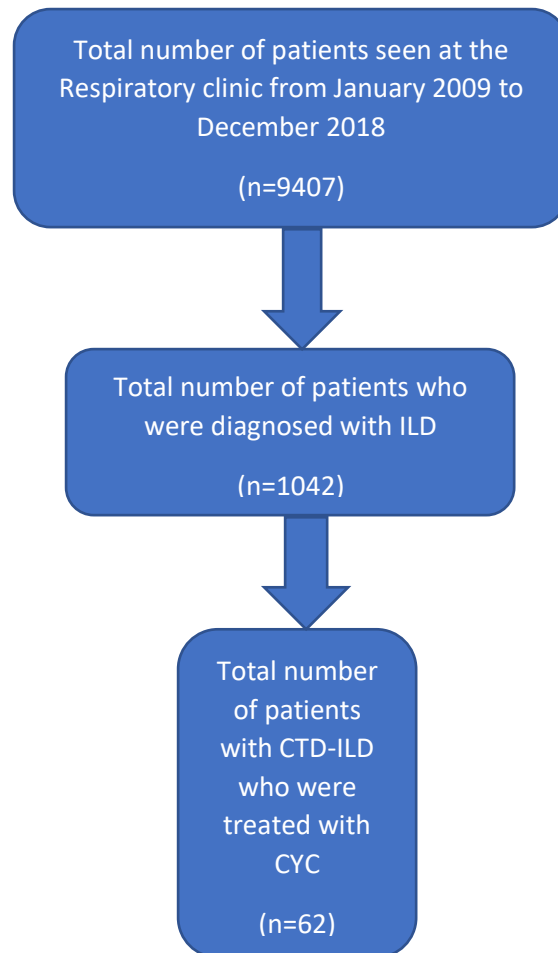 Total number of patients seen at the
Respiratory clinic from January 2009 to
December 2018
(n=9407)
Total number of patients who
were diagnosed with ILD
(n=1042)
Total number
of patients
with CTD-ILD
who were
treated with
CYC
(n=62)